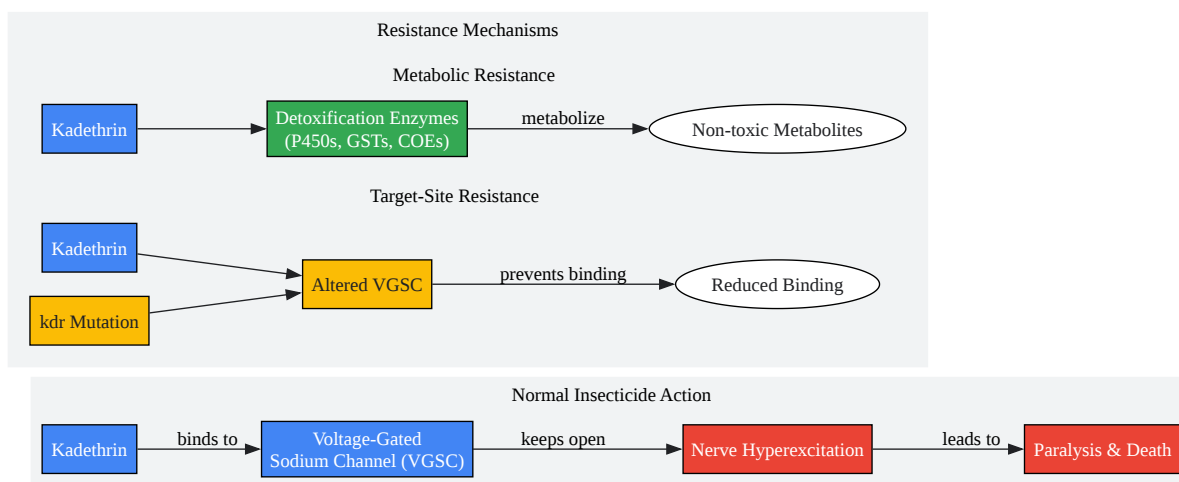 Resistance Mechanisms
Metabolic Resistance
Kadethrin
Detoxification Enzymes
(P450s, GSTs, COEs)
metabolize
Non-toxic Metabolites
Target-Site Resistance
Kadethrin
kdr Mutation
Altered VGSC
prevents binding
Reduced Binding
Normal Insecticide Action
Kadethrin
binds to
Voltage-Gated
Sodium Channel (VGSC)
keeps open
Nerve Hyperexcitation
leads to
Paralysis & Death